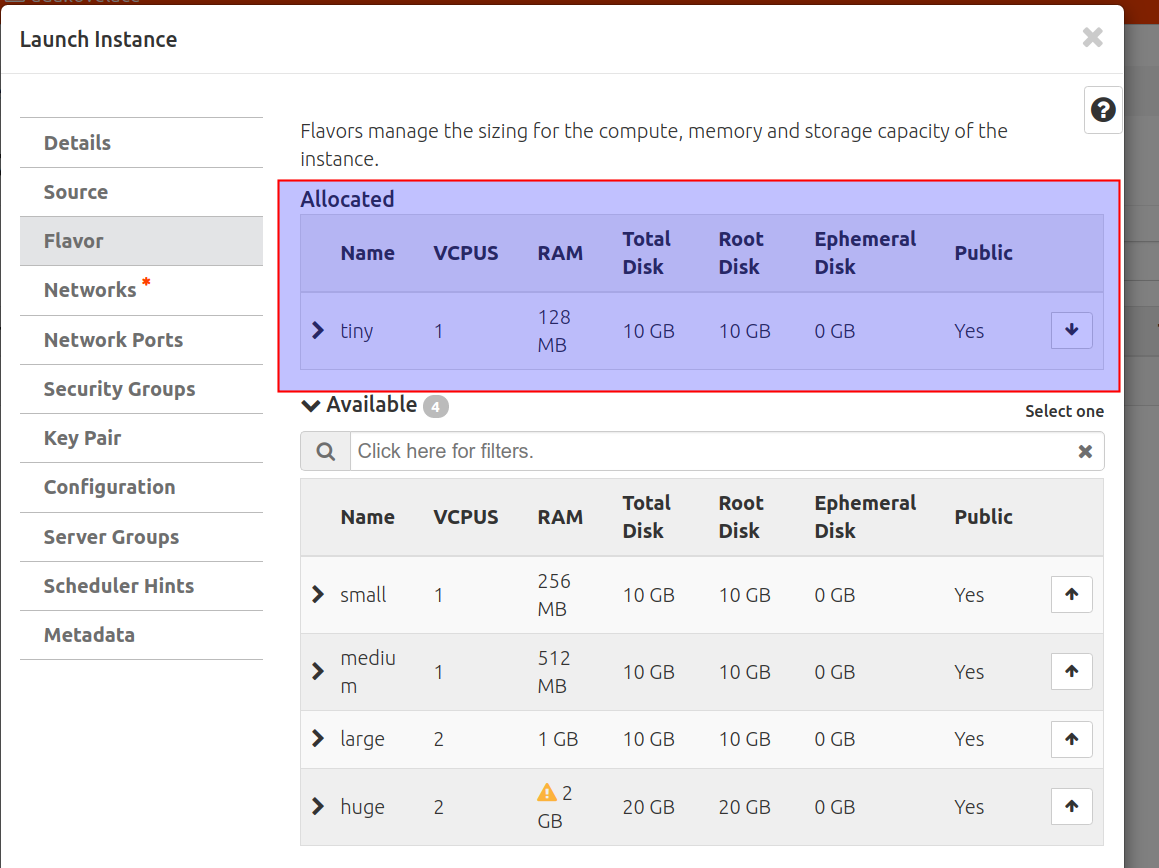 Launch Instance
Details
Source
Flavor
Networks *
Network Ports
Security Groups
Key Pair
Configuration
Server Groups
Scheduler Hints
Metadata
Flavors manage the sizing for the compute, memory and storage capacity of the
instance.
Allocated
Name VCPUS RAM Total Disk Root Disk Ephemeral Disk Public
tiny 1 128 MB 10 GB 10 GB 0 GB Yes
Available 4
Select one
Click here for filters.
Name VCPUS RAM Total Disk Root Disk Ephemeral Disk Public
small 1 256 MB 10 GB 10 GB 0 GB Yes
medium 1 512 MB 10 GB 10 GB 0 GB Yes
large 2 1 GB 10 GB 10 GB 0 GB Yes
huge 2 2 GB 20 GB 20 GB 0 GB Yes